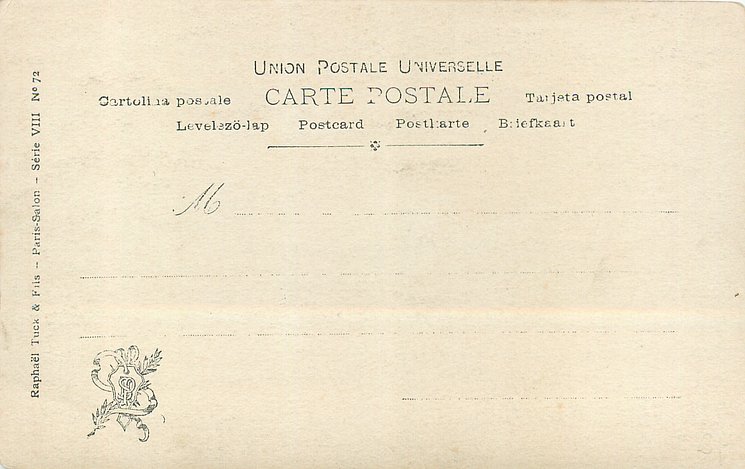 UNION POSTALE UNIVERSELLE
Cartolina postale CARTE POSTALE Tarjeta postal
Levelezö-lap Postcard Postkarte Briefkaart
M
Raphaël Tuck & Fils – Paris-Salon – Série VIII Nº 72